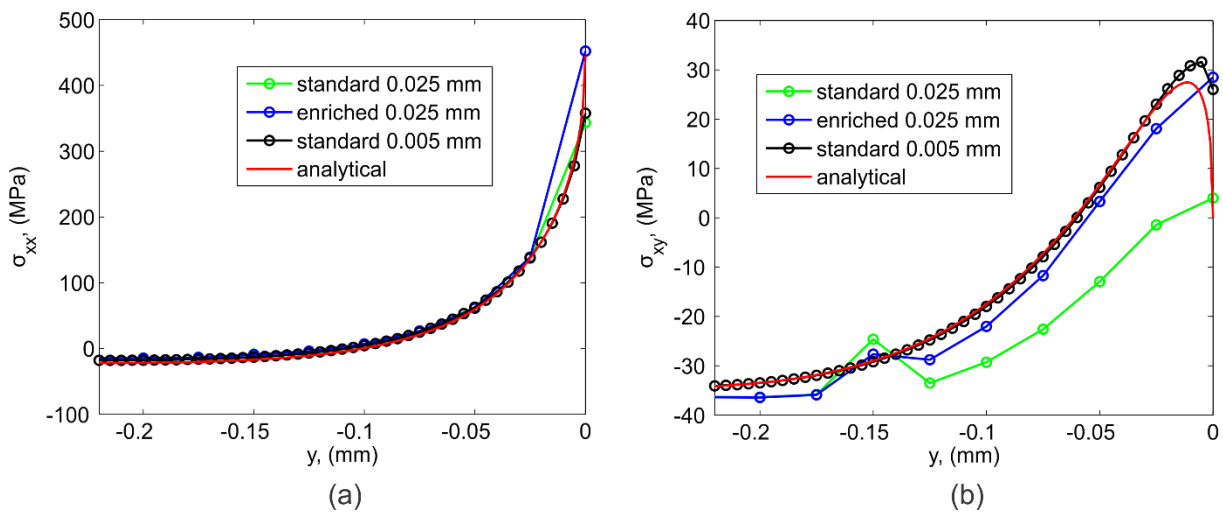 500
400
300
200
100
0
-100
σxx, (MPa)
standard 0.025 mm
enriched 0.025 mm
standard 0.005 mm
analytical
-0.2 -0.15 -0.1 -0.05 0
y, (mm)
(a)
40
30
20
10
0
-10
-20
-30
-40
σxy, (MPa)
standard 0.025 mm
enriched 0.025 mm
standard 0.005 mm
analytical
-0.2 -0.15 -0.1 -0.05 0
y, (mm)
(b)